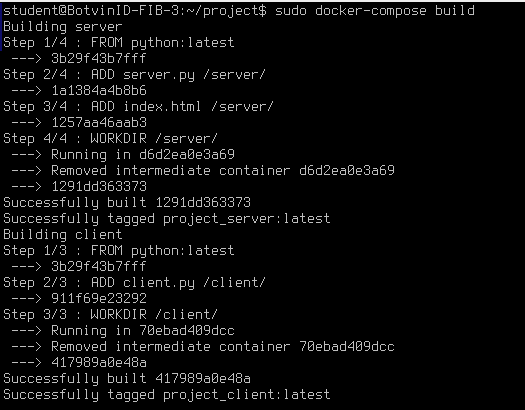 student@BotvinID-FIB-3:~/project$ sudo docker-compose build
Building server
Step 1/4 : FROM python:latest
 ---> 3b29f43b7fff
Step 2/4 : ADD server.py /server/
 ---> 1a1384a4b8b6
Step 3/4 : ADD index.html /server/
 ---> 1257aa46aab3
Step 4/4 : WORKDIR /server/
 ---> Running in d6d2ea0e3a69
 ---> Removed intermediate container d6d2ea0e3a69
 ---> 1291dd363373
Successfully built 1291dd363373
Successfully tagged project_server:latest
Building client
Step 1/3 : FROM python:latest
 ---> 3b29f43b7fff
Step 2/3 : ADD client.py /client/
 ---> 911f69e23292
Step 3/3 : WORKDIR /client/
 ---> Running in 70ebad409dcc
 ---> Removed intermediate container 70ebad409dcc
 ---> 417989a0e48a
Successfully built 417989a0e48a
Successfully tagged project_client:latest